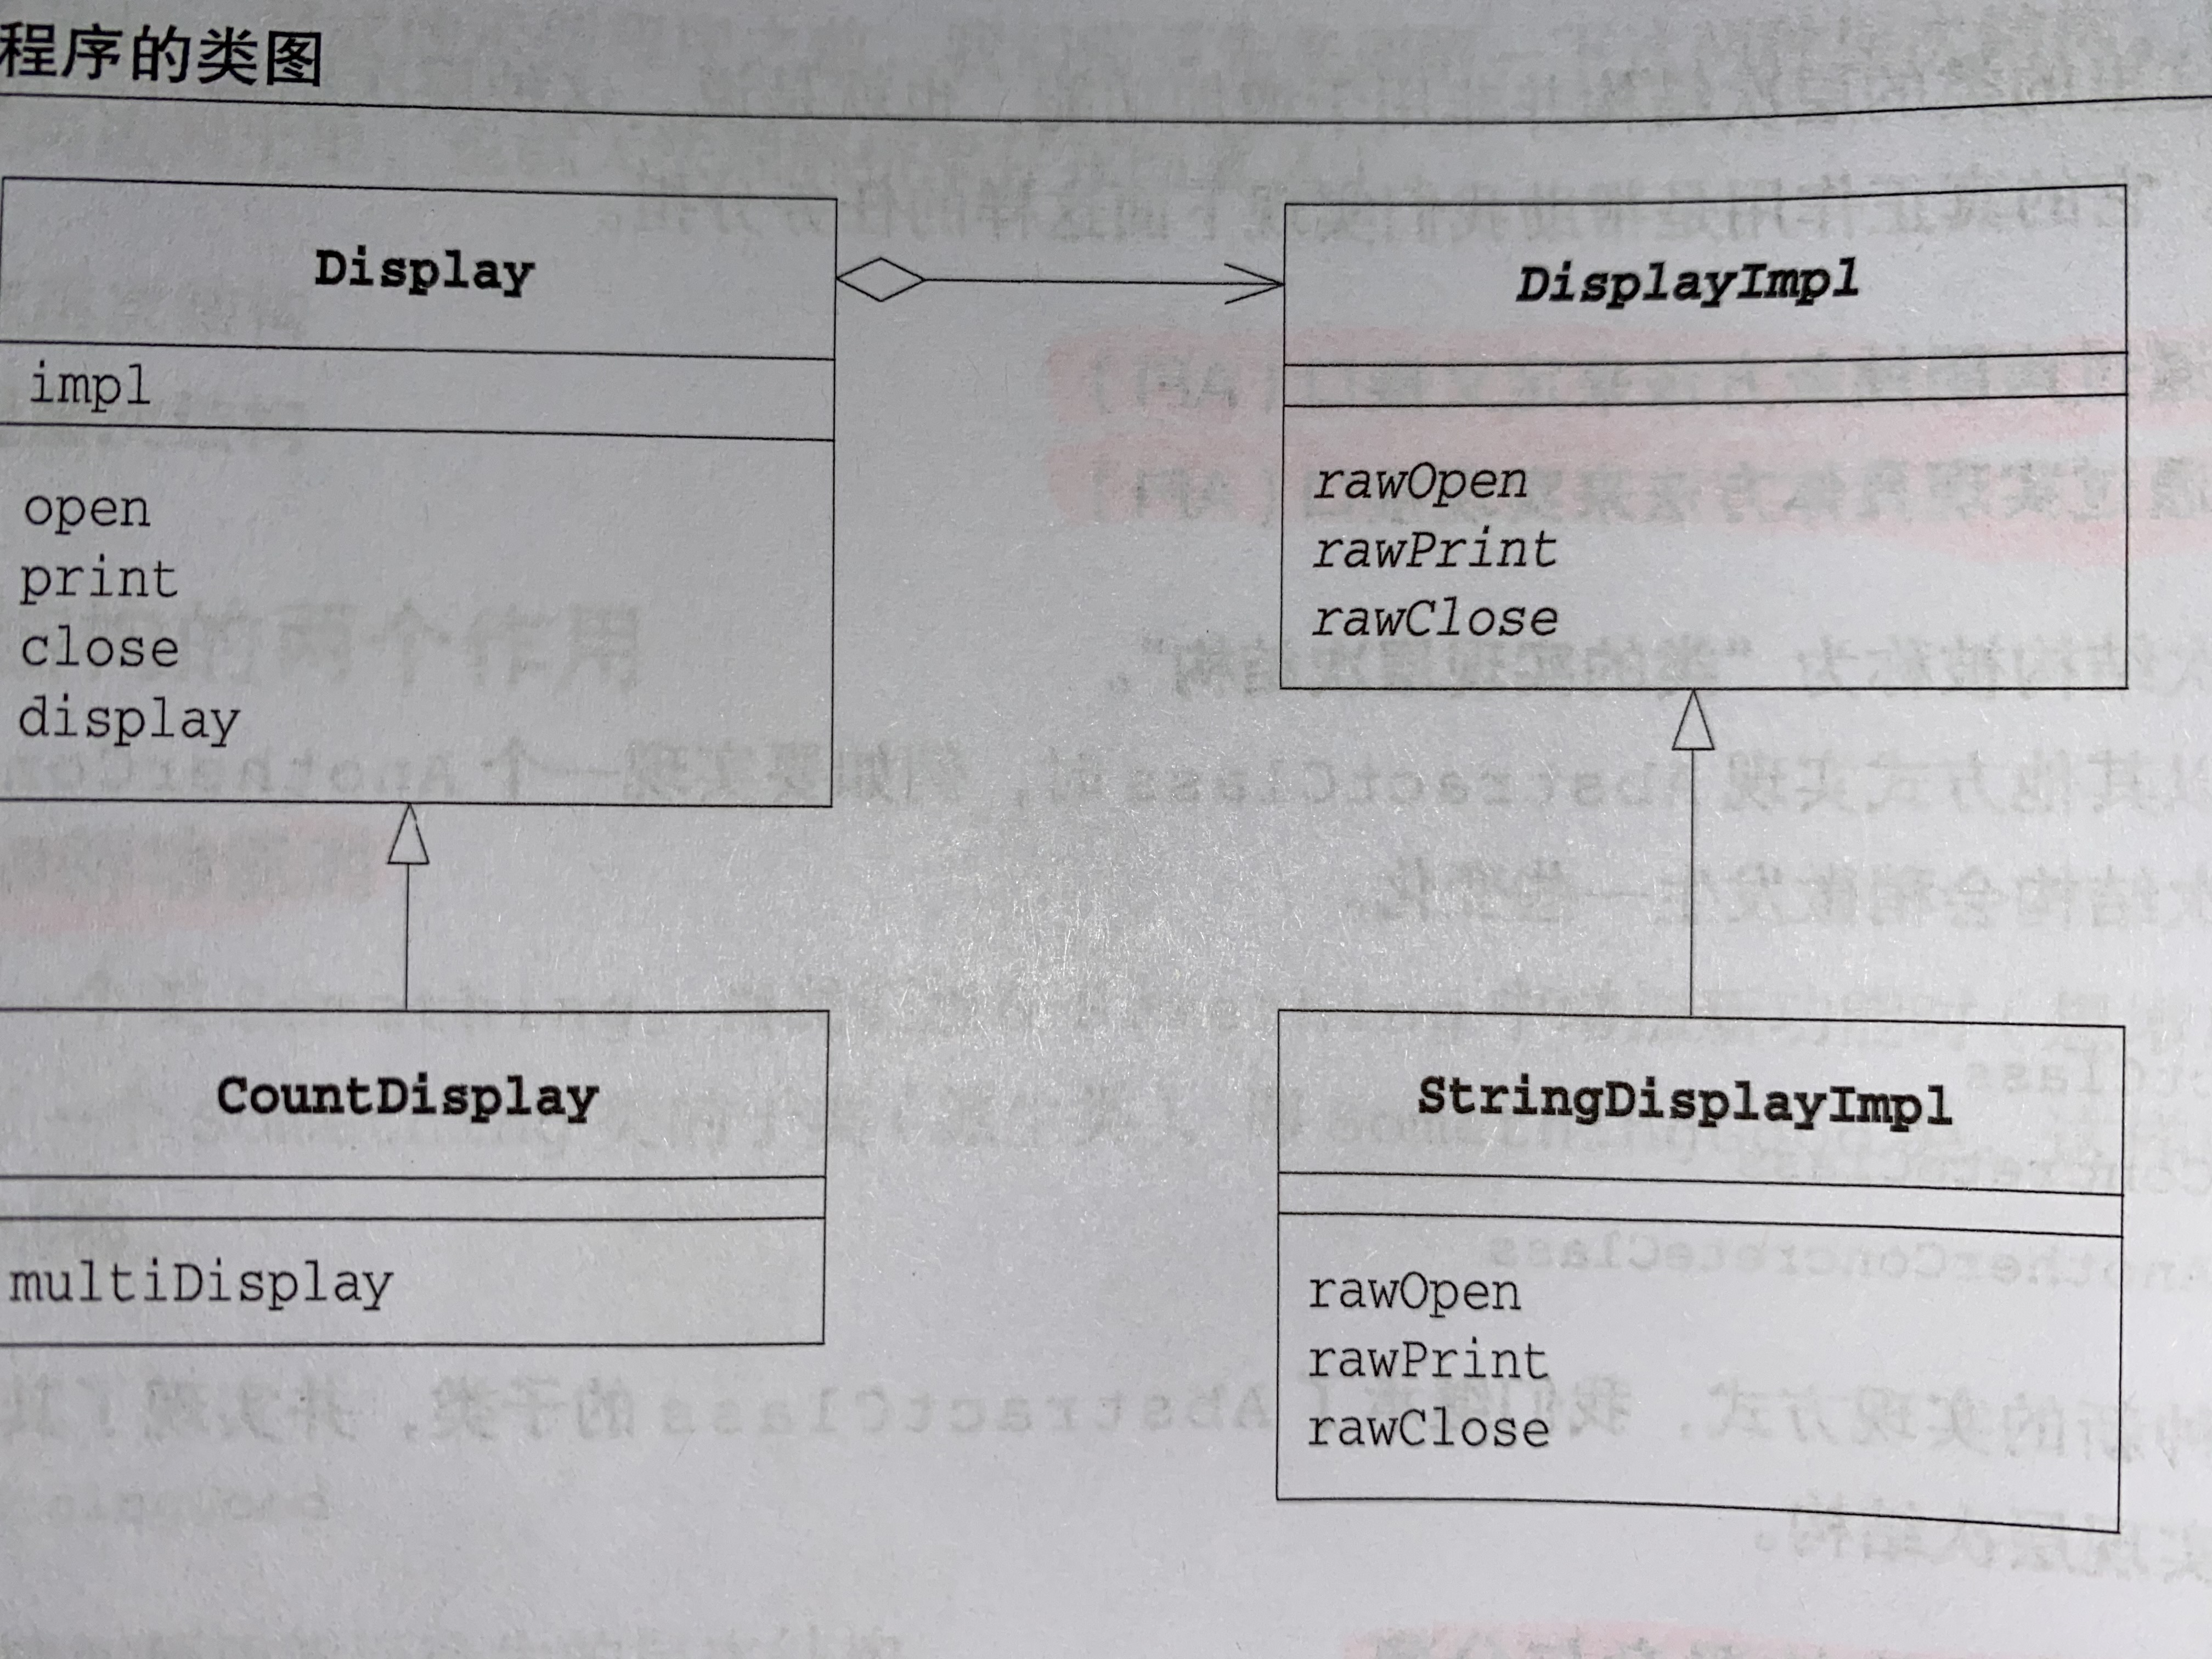 程序的类图
Display
impl
open
print
close
display
DisplayImpl
rawOpen
rawPrint
rawClose
CountDisplay
multiDisplay
StringDisplayImpl
rawOpen
rawPrint
rawClose